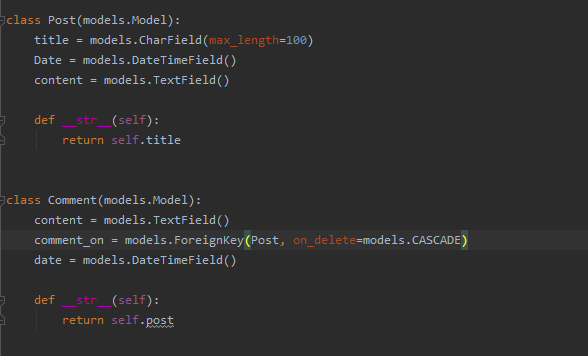 class Post(models.Model):
    title = models.CharField(max_length=100)
    Date = models.DateTimeField()
    content = models.TextField()

    def __str__(self):
        return self.title


class Comment(models.Model):
    content = models.TextField()
    comment_on = models.ForeignKey(Post, on_delete=models.CASCADE)
    date = models.DateTimeField()

    def __str__(self):
        return self.post